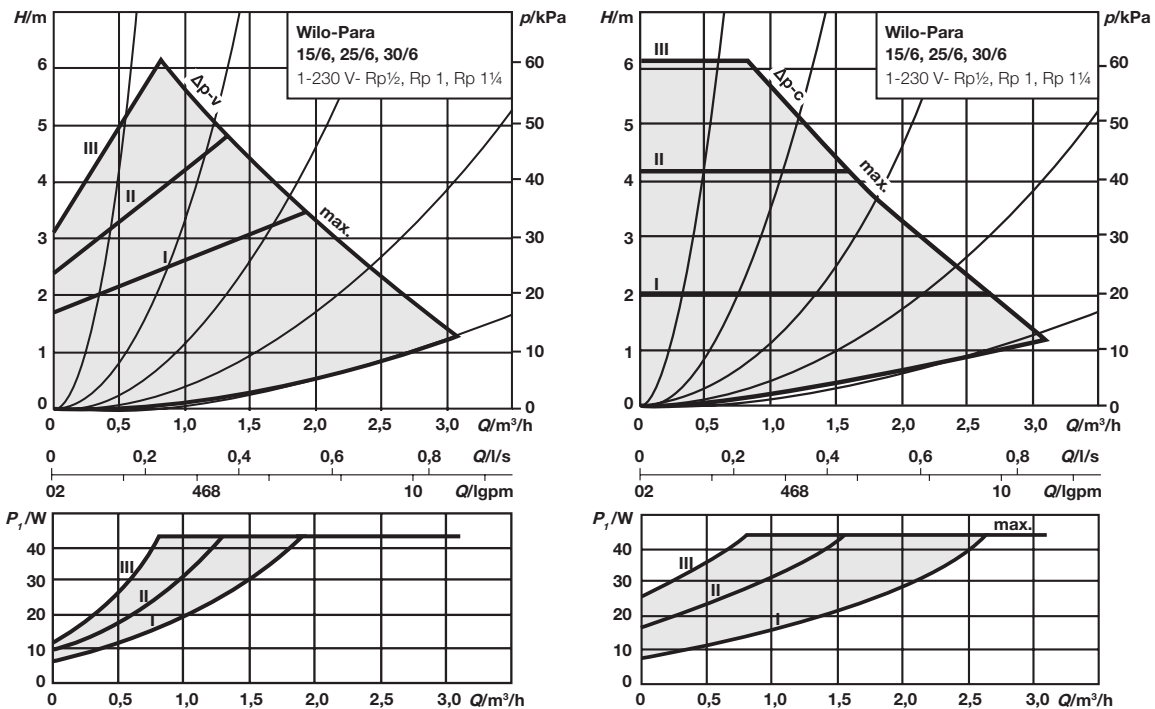 H/m
p/kPa
Wilo-Para
15/6, 25/6, 30/6
1-230 V- Rp½, Rp 1, Rp 1¼
6
5
4
3
2
1
0
60
50
40
30
20
10
0
III
II
I
Δp-v
max.
0 0,5 1,0 1,5 2,0 2,5 3,0 Q/m³/h
0 0,2 0,4 0,6 0,8 Q/l/s
02 468 10 Q/Igpm
P₁/W
40
30
20
10
0
III
II
I
0 0,5 1,0 1,5 2,0 2,5 3,0 Q/m³/h
H/m
p/kPa
Wilo-Para
15/6, 25/6, 30/6
1-230 V- Rp½, Rp 1, Rp 1¼
6
5
4
3
2
1
0
60
50
40
30
20
10
0
III
II
I
Δp-c
max.
0 0,5 1,0 1,5 2,0 2,5 3,0 Q/m³/h
0 0,2 0,4 0,6 0,8 Q/l/s
02 468 10 Q/Igpm
P₁/W
40
30
20
10
0
max.
III
II
I
0 0,5 1,0 1,5 2,0 2,5 3,0 Q/m³/h